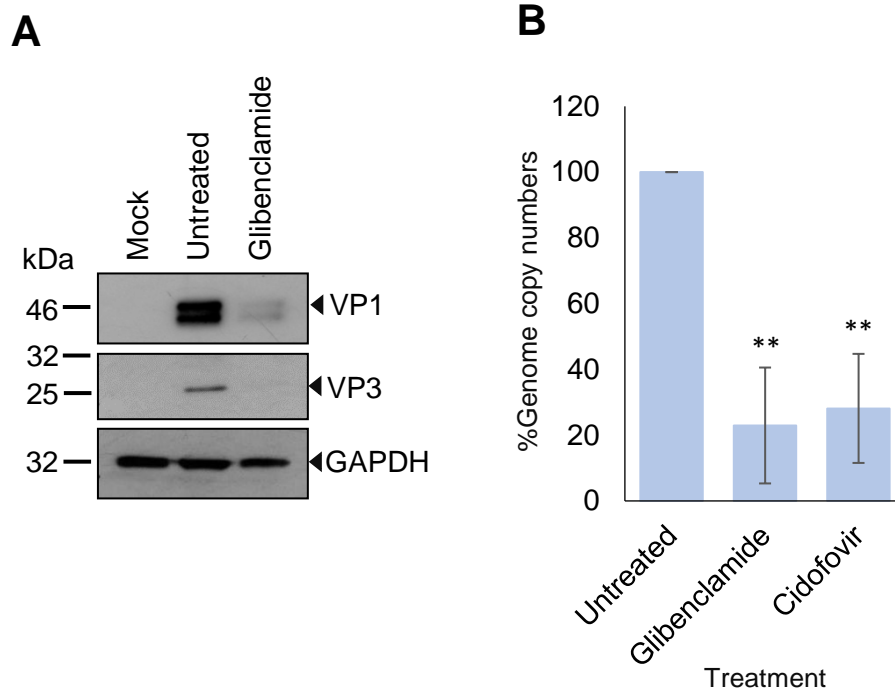 A
Mock
Untreated
Glibenclamide
kDa
46
VP1
32
25
VP3
32
GAPDH
B
%Genome copy numbers
120
100
80
60
40
20
0
**
**
Untreated
Glibenclamide
Cidofovir
Treatment